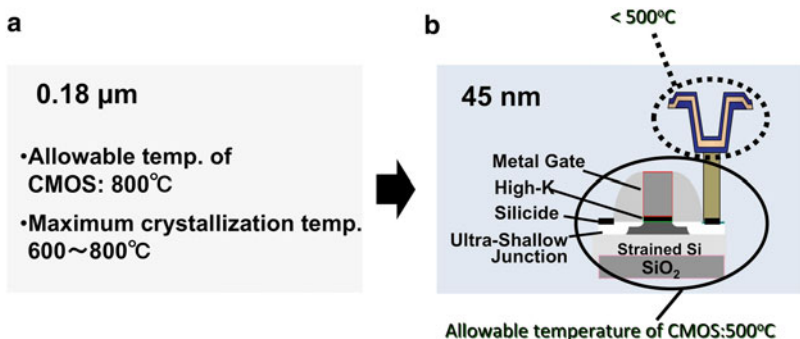 a
0.18 μm
•Allowable temp. of
CMOS: 800℃
•Maximum crystallization temp.
600～800℃
b
< 500ºC
45 nm
Metal Gate
High-K
Silicide
Ultra-Shallow
Junction
Strained Si
SiO₂
Allowable temperature of CMOS:500ºC